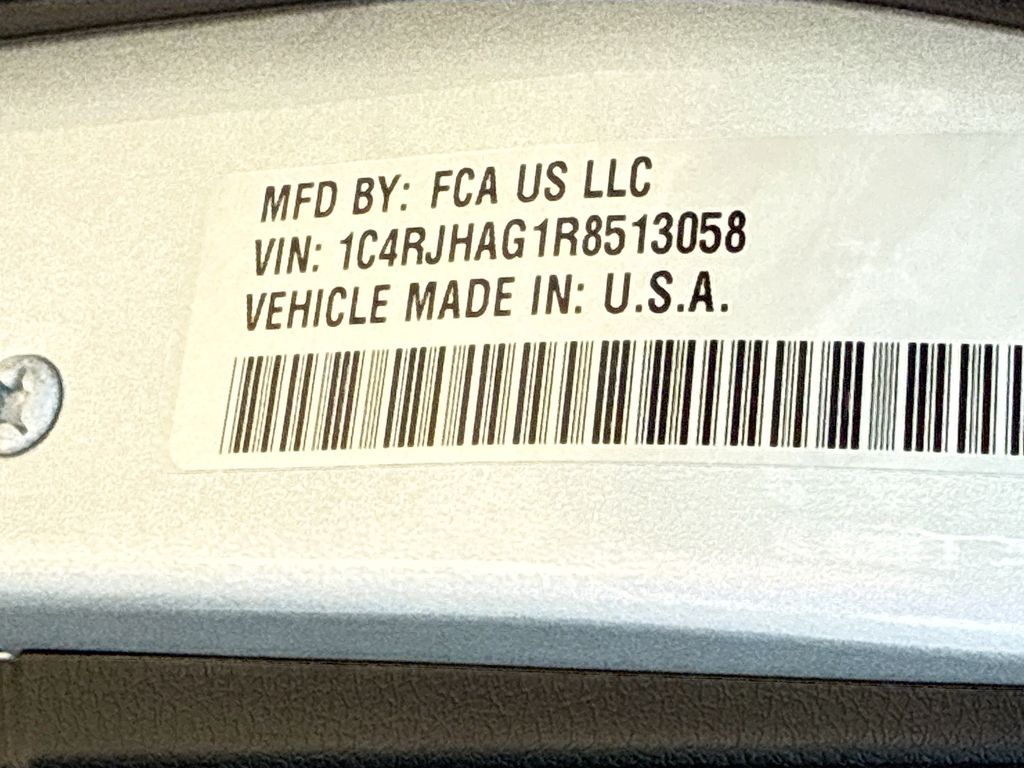 MFD BY: FCA US LLC
VIN: 1C4RJHAG1R8513058
VEHICLE MADE IN: U.S.A.